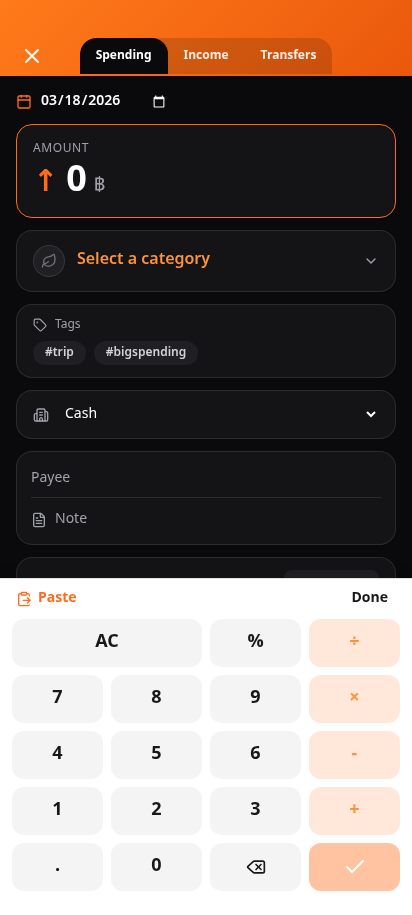 Spending Income Transfers
03/18/2026
AMOUNT
↑ 0 ฿
Select a category
Tags
#trip #bigspending
Cash
Payee
Note
Paste Done
AC % ÷
7 8 9 ×
4 5 6 -
1 2 3 +
. 0